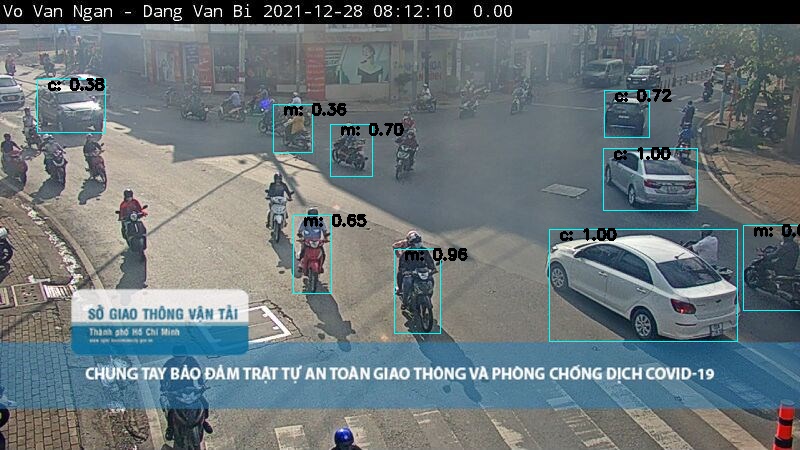 Vo Van Ngan - Dang Van Bi 2021-12-28 08:12:10 0.00
c: 0.38
m: 0.36
c: 0.72
m: 0.70
c: 1.00
m: 0.65
c: 1.00
m: 0.
m: 0.96
SỞ GIAO THÔNG VẬN TẢI
Thành phố Hồ Chí Minh
CHUNG TAY BẢO ĐẢM TRẬT TỰ AN TOÀN GIAO THÔNG VÀ PHÒNG CHỐNG DỊCH COVID-19